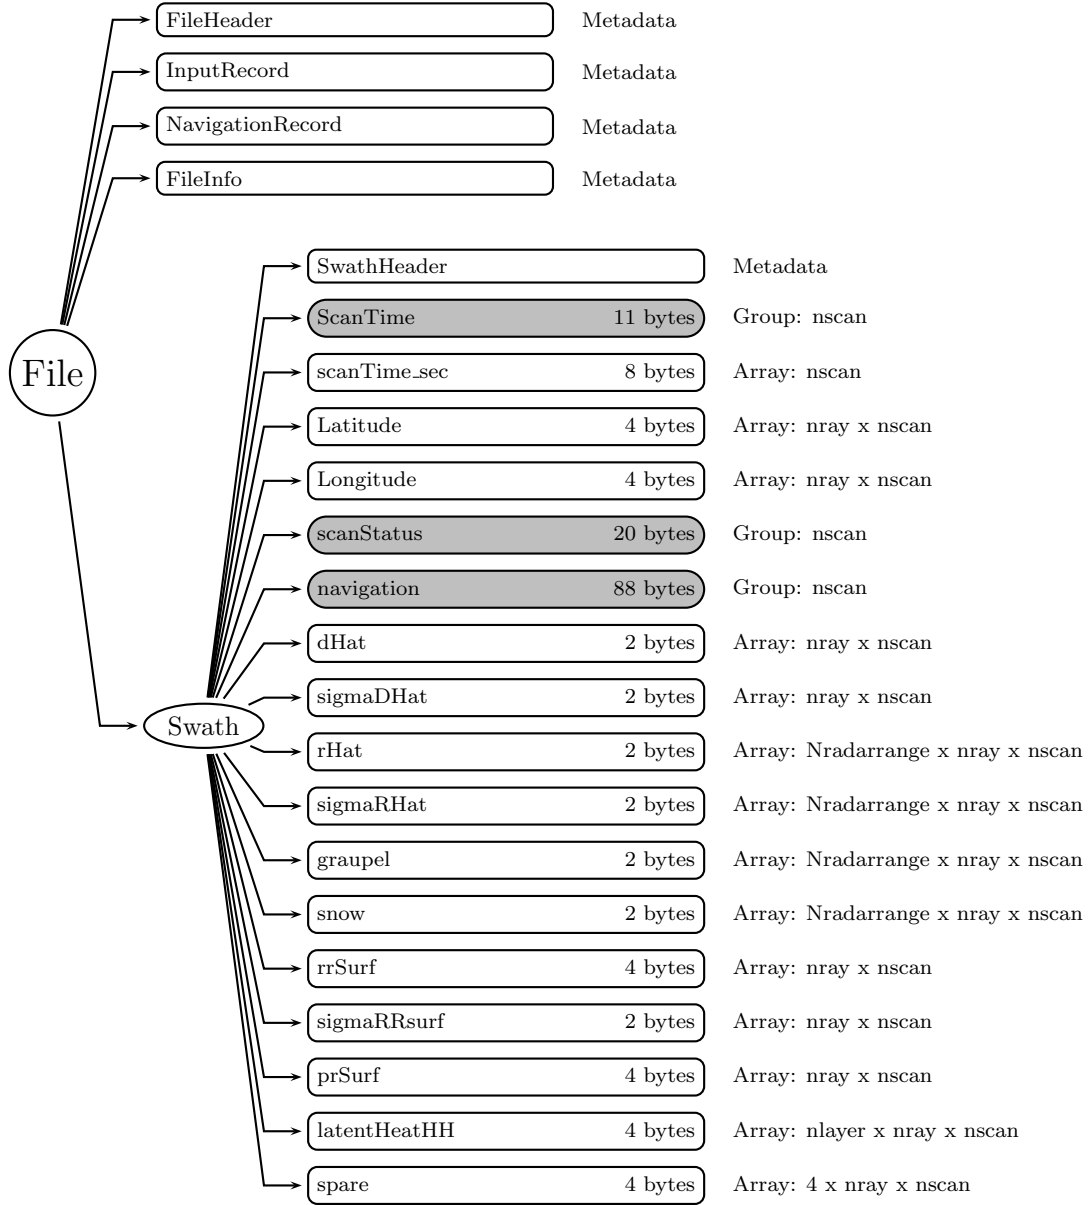 FileHeader Metadata
InputRecord Metadata
NavigationRecord Metadata
FileInfo Metadata
SwathHeader Metadata
ScanTime 11 bytes Group: nscan
File
scanTime_sec 8 bytes Array: nscan
Latitude 4 bytes Array: nray x nscan
Longitude 4 bytes Array: nray x nscan
scanStatus 20 bytes Group: nscan
navigation 88 bytes Group: nscan
dHat 2 bytes Array: nray x nscan
sigmaDHat 2 bytes Array: nray x nscan
Swath
rHat 2 bytes Array: Nradarrange x nray x nscan
sigmaRHat 2 bytes Array: Nradarrange x nray x nscan
graupel 2 bytes Array: Nradarrange x nray x nscan
snow 2 bytes Array: Nradarrange x nray x nscan
rrSurf 4 bytes Array: nray x nscan
sigmaRRsurf 2 bytes Array: nray x nscan
prSurf 4 bytes Array: nray x nscan
latentHeatHH 4 bytes Array: nlayer x nray x nscan
spare 4 bytes Array: 4 x nray x nscan